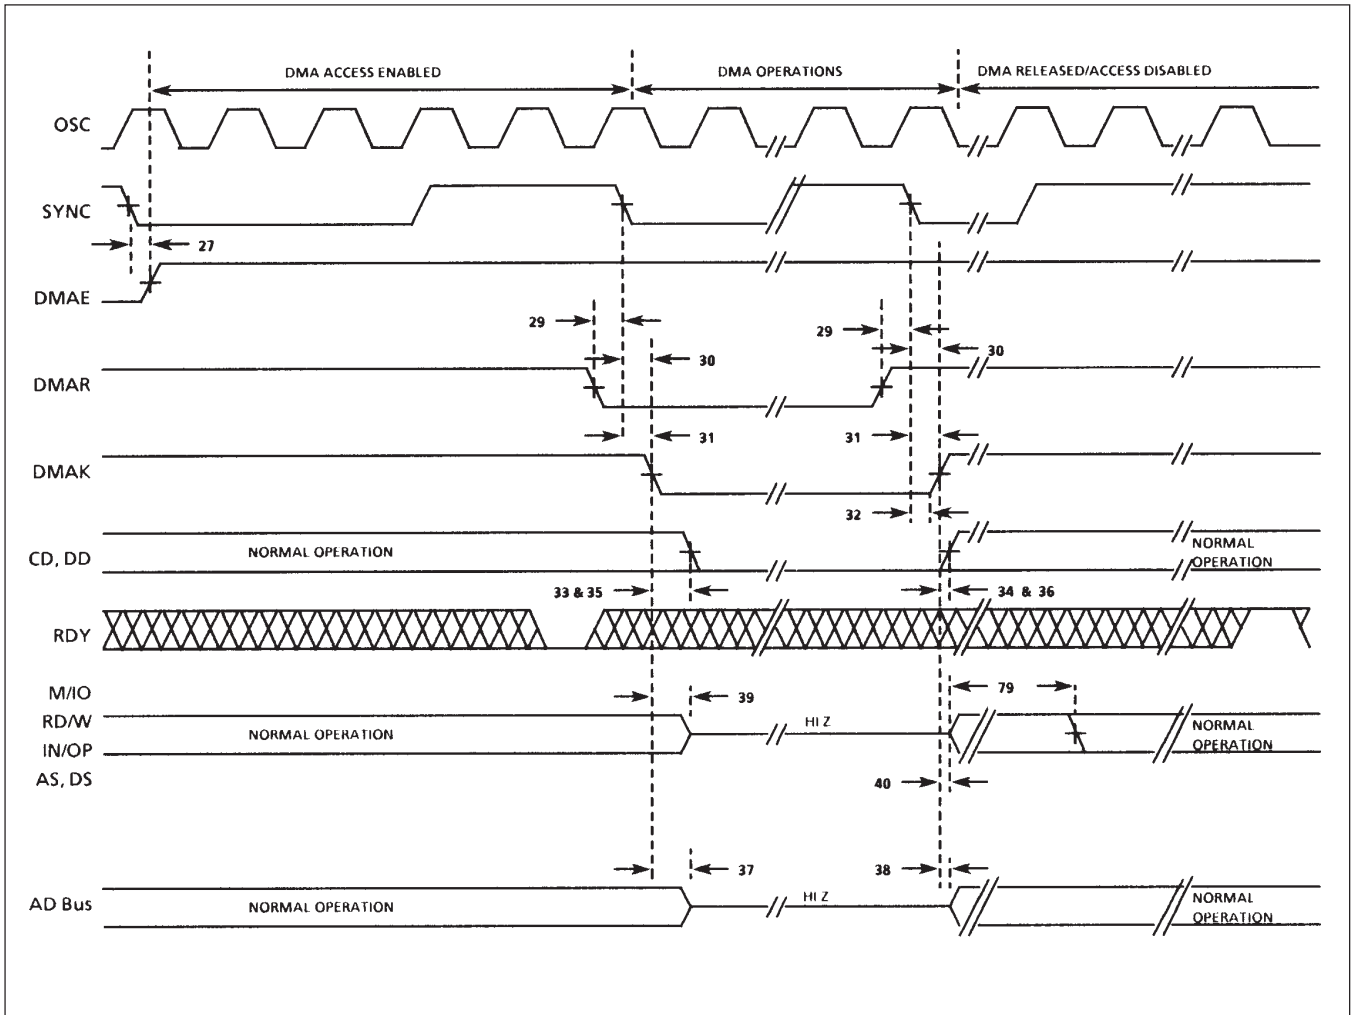 DMA ACCESS ENABLED
DMA OPERATIONS
DMA RELEASED/ACCESS DISABLED
OSC
SYNC
27
DMAE
29
29
30
30
DMAR
31
31
DMAK
32
CD, DD
NORMAL OPERATION
NORMAL
OPERATION
33 & 35
34 & 36
RDY
M/IO
39
79
RD/W
NORMAL OPERATION
HI Z
NORMAL
OPERATION
IN/OP
AS, DS
40
37
38
AD Bus
NORMAL OPERATION
HI Z
NORMAL
OPERATION